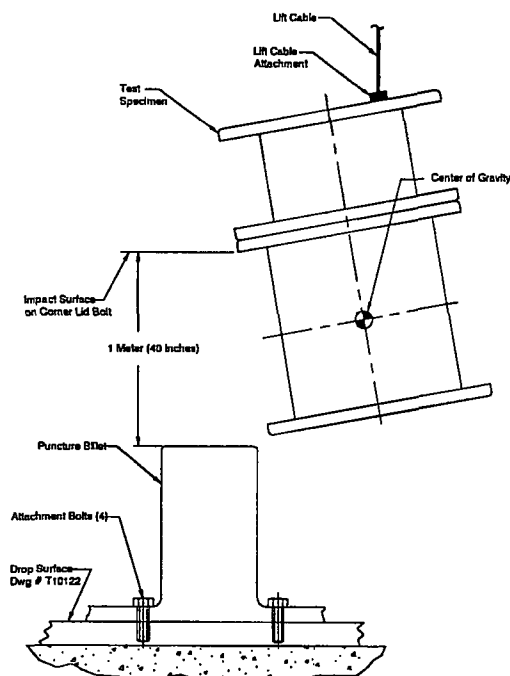 Lift Cable
Lift Cable
Attachment
Test
Specimen
Center of Gravity
Impact Surface
on Corner Lid Bolt
1 Meter (40 Inches)
Puncture Billet
Attachment Bolts (4)
Drop Surface
Dwg # T10122